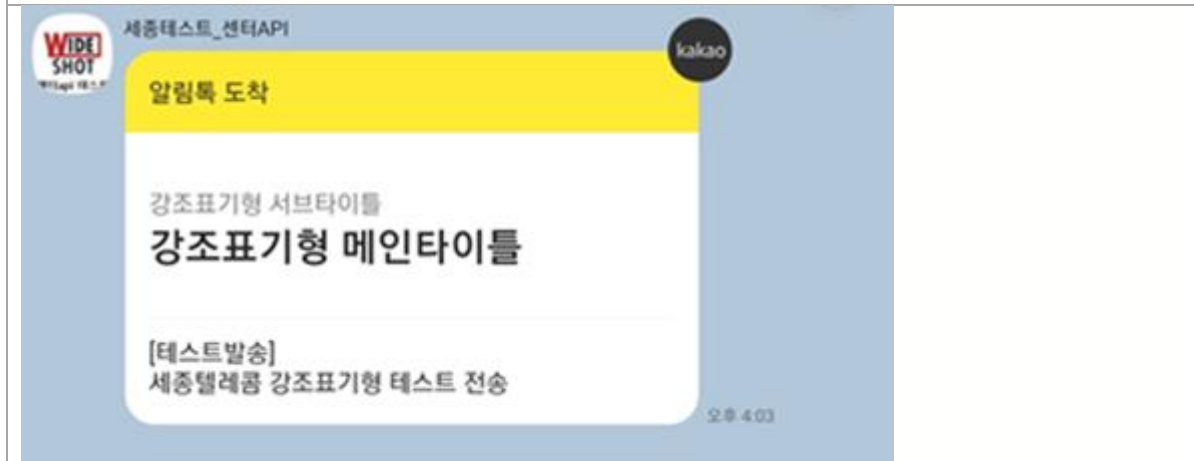 세종테스트_센터API
WIDE
SHOT
kakao
알림톡 도착
강조표기형 서브타이틀
강조표기형 메인타이틀
[테스트발송]
세종텔레콤 강조표기형 테스트 전송
오후 4:03